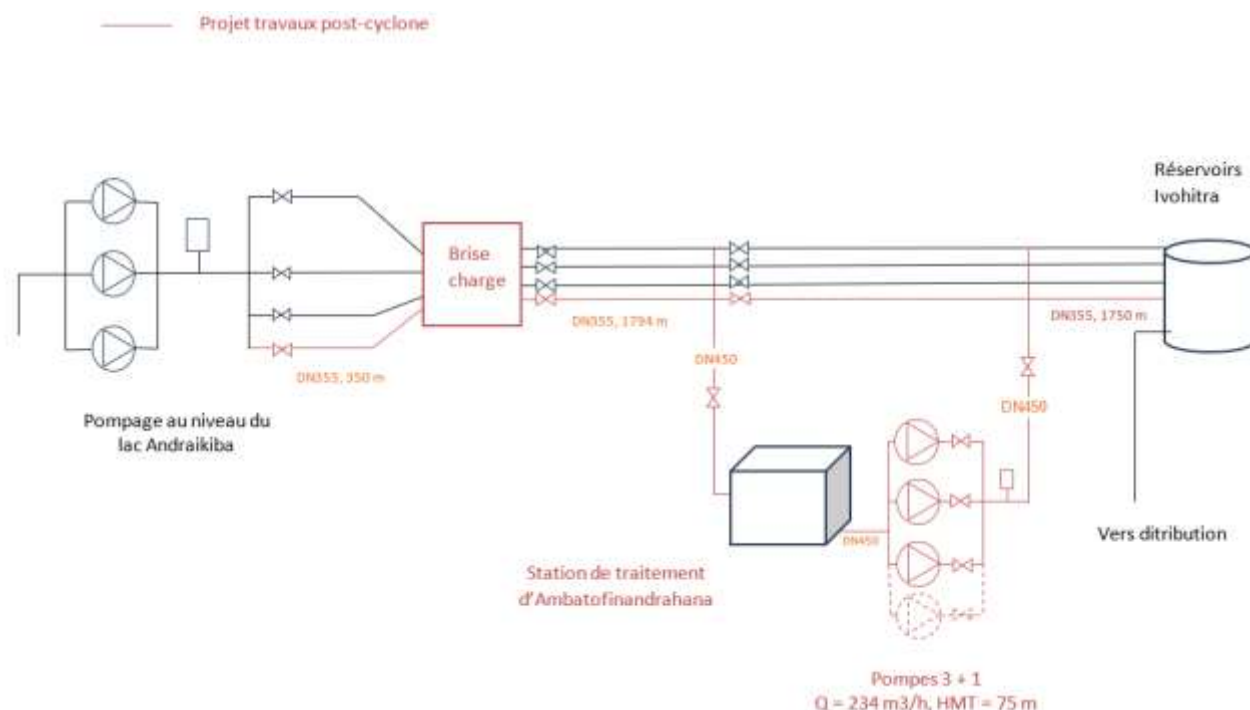 Projet travaux post-cyclone
Réservoirs
Ivohitra
Brise
charge
DN355, 1794 m
DN355, 1750 m
DN450
DN355, 350 m
DN450
Pompage au niveau du
lac Andraikiba
DN450
Vers ditribution
Station de traitement
d'Ambatofinandrahana
Pompes 3 + 1
Q = 234 m3/h, HMT = 75 m